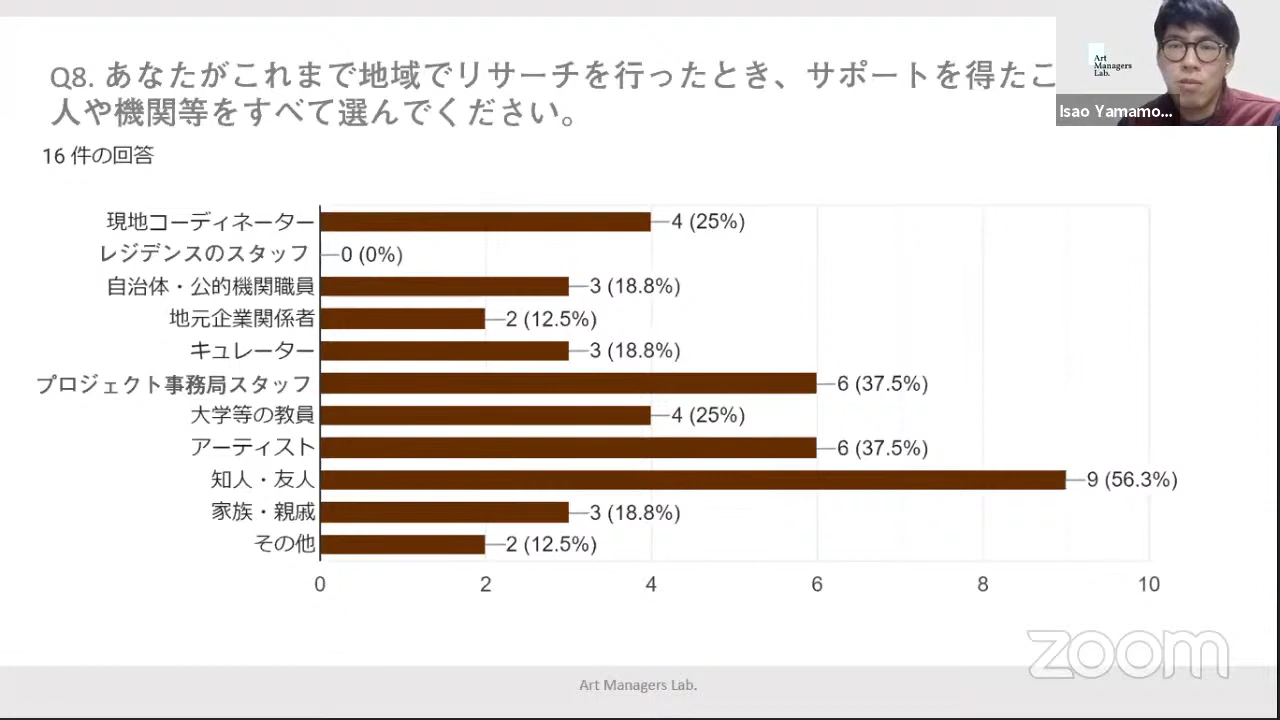 Q8. あなたがこれまで地域でリサーチを行ったとき、サポートを得たこ
人や機関等をすべて選んでください。
16 件の回答
現地コーディネーター 4 (25%)
レジデンスのスタッフ 0 (0%)
自治体・公的機関職員 3 (18.8%)
地元企業関係者 2 (12.5%)
キュレーター 3 (18.8%)
プロジェクト事務局スタッフ 6 (37.5%)
大学等の教員 4 (25%)
アーティスト 6 (37.5%)
知人・友人 9 (56.3%)
家族・親戚 3 (18.8%)
その他 2 (12.5%)
0 2 4 6 8 10
Art Managers Lab.
Art
Managers
Lab.
Isao Yamamo...
zoom